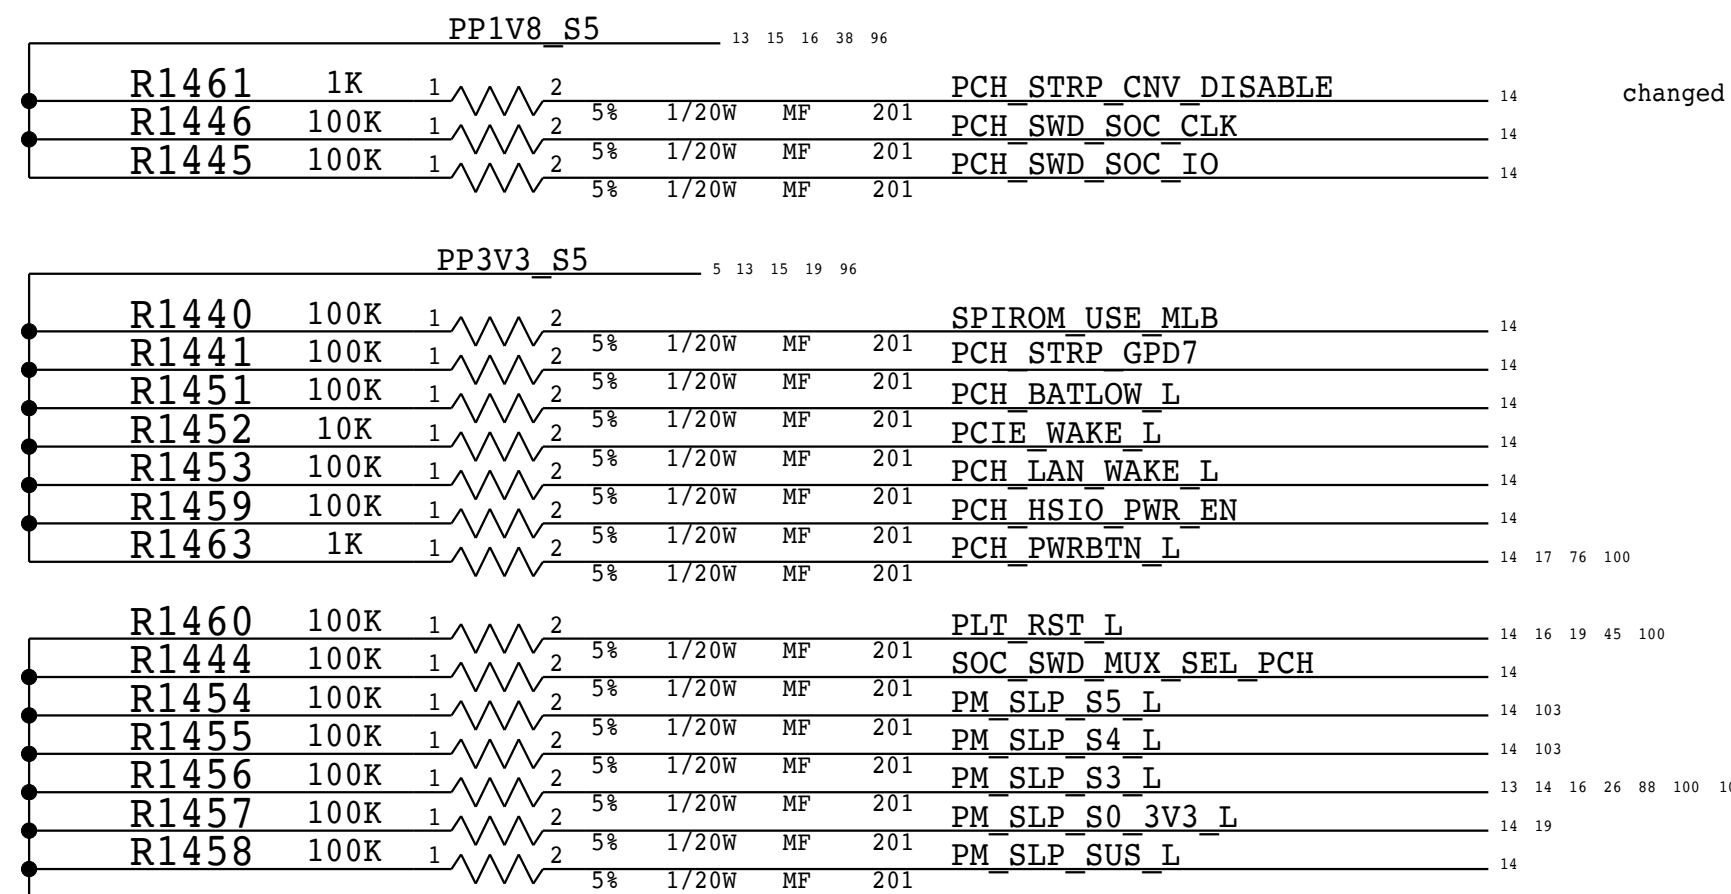 PP1V8_S5 13 15 16 38 96
R1461 1K 1 2 PCH_STRP_CNV_DISABLE 14 changed
5% 1/20W MF 201
R1446 100K 1 2 PCH_SWD_SOC_CLK 14
5% 1/20W MF 201
R1445 100K 1 2 PCH_SWD_SOC_IO 14
5% 1/20W MF 201
PP3V3_S5 5 13 15 19 96
R1440 100K 1 2 SPIROM_USE_MLB 14
5% 1/20W MF 201
R1441 100K 1 2 PCH_STRP_GPD7 14
5% 1/20W MF 201
R1451 100K 1 2 PCH_BATLOW_L 14
5% 1/20W MF 201
R1452 10K 1 2 PCIE_WAKE_L 14
5% 1/20W MF 201
R1453 100K 1 2 PCH_LAN_WAKE_L 14
5% 1/20W MF 201
R1459 100K 1 2 PCH_HSIO_PWR_EN 14
5% 1/20W MF 201
R1463 1K 1 2 PCH_PWRBTN_L 14 17 76 100
5% 1/20W MF 201
R1460 100K 1 2 PLT_RST_L 14 16 19 45 100
5% 1/20W MF 201
R1444 100K 1 2 SOC_SWD_MUX_SEL_PCH 14
5% 1/20W MF 201
R1454 100K 1 2 PM_SLP_S5_L 14 103
5% 1/20W MF 201
R1455 100K 1 2 PM_SLP_S4_L 14 103
5% 1/20W MF 201
R1456 100K 1 2 PM_SLP_S3_L 13 14 16 26 88 100
5% 1/20W MF 201
R1457 100K 1 2 PM_SLP_S0_3V3_L 14 19
5% 1/20W MF 201
R1458 100K 1 2 PM_SLP_SUS_L 14
5% 1/20W MF 201